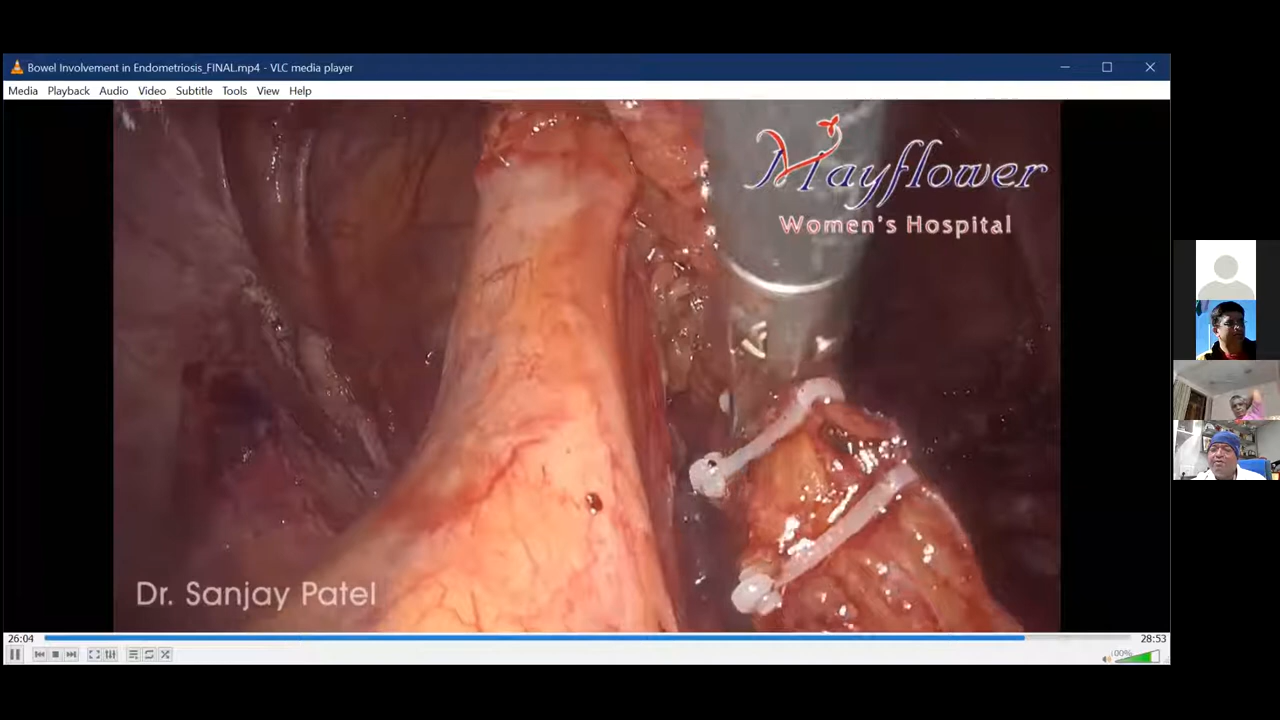 Bowel Involvement in Endometriosis_FINAL.mp4 - VLC media player
Media Playback Audio Video Subtitle Tools View Help
Mayflower
Women's Hospital
Dr. Sanjay Patel
26:04
28:53
00%